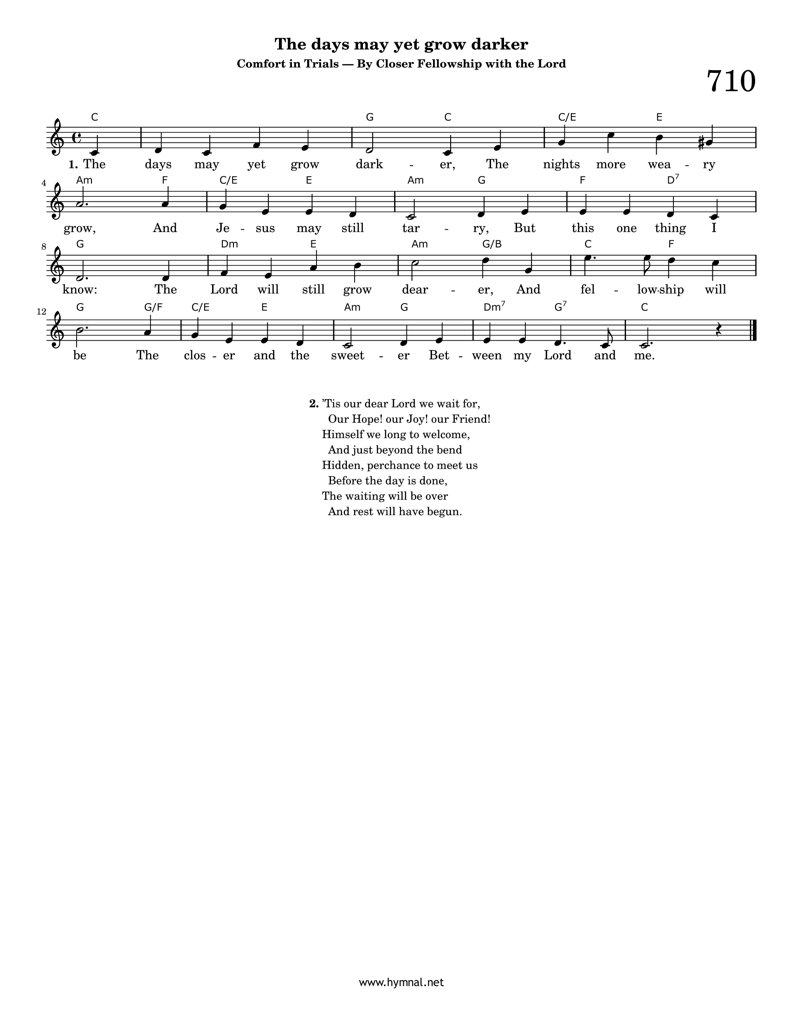 The days may yet grow darker
Comfort in Trials — By Closer Fellowship with the Lord
710
C G C C/E E
1. The days may yet grow dark - er, The nights more wea - ry
4
Am F C/E E Am G F D7
grow, And Je - sus may still tar - ry, But this one thing I
8
G Dm E Am G/B C F
know: The Lord will still grow dear - er, And fel - low-ship will
12
G G/F C/E E Am G Dm7 G7 C
be The clos - er and the sweet - er Bet - ween my Lord and me.
2. 'Tis our dear Lord we wait for,
Our Hope! our Joy! our Friend!
Himself we long to welcome,
And just beyond the bend
Hidden, perchance to meet us
Before the day is done,
The waiting will be over
And rest will have begun.
www.hymnal.net